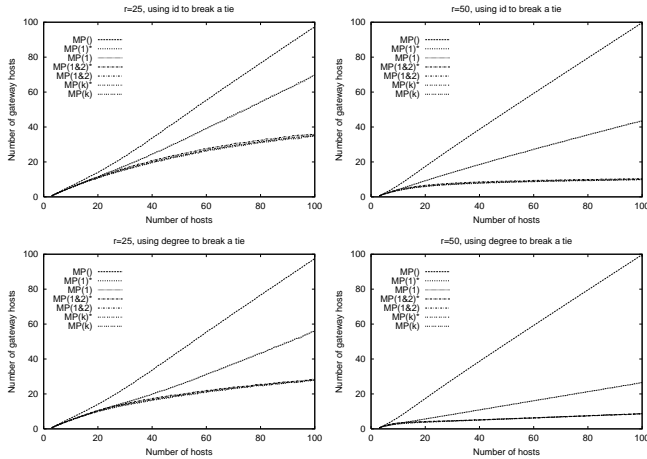 r=25, using id to break a tie
Number of gateway hosts
100
80
60
40
20
0
MP()
MP(1)*
MP(1)
MP(1&2)*
MP(1&2)
MP(k)*
MP(k)
0 20 40 60 80 100
Number of hosts
r=50, using id to break a tie
Number of gateway hosts
100
80
60
40
20
0
MP()
MP(1)*
MP(1)
MP(1&2)*
MP(1&2)
MP(k)*
MP(k)
0 20 40 60 80 100
Number of hosts
r=25, using degree to break a tie
Number of gateway hosts
100
80
60
40
20
0
MP()
MP(1)*
MP(1)
MP(1&2)*
MP(1&2)
MP(k)*
MP(k)
0 20 40 60 80 100
Number of hosts
r=50, using degree to break a tie
Number of gateway hosts
100
80
60
40
20
0
MP()
MP(1)*
MP(1)
MP(1&2)*
MP(1&2)
MP(k)*
MP(k)
0 20 40 60 80 100
Number of hosts